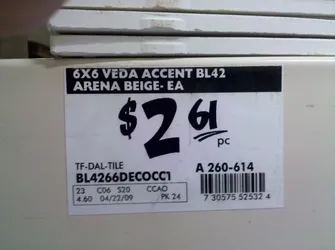 6X6 VEDA ACCENT BL42
ARENA BEIGE- EA
$2 61
pc
TF-DAL-TILE
BL4266DECOCC1
A 260-614
23 C06 S20 CCAO
4.60 04/22/09 PK 24
7 30575 52532 4